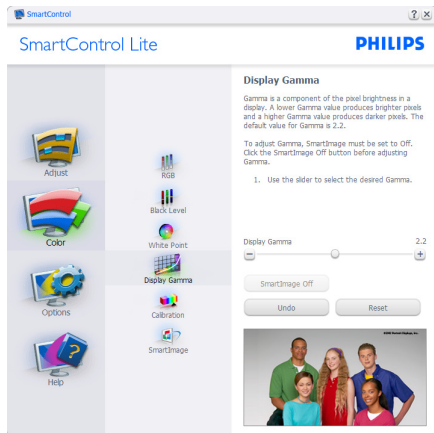 SmartControl
? x
SmartControl Lite
PHILIPS
Adjust
Color
Options
Help
RGB
Black Level
White Point
Display Gamma
Calibration
SmartImage
Display Gamma
Gamma is a component of the pixel brightness in a
display. A lower Gamma value produces brighter pixels
and a higher Gamma value produces darker pixels. The
default value for Gamma is 2.2.
To adjust Gamma, SmartImage must be set to Off.
Click the SmartImage Off button before adjusting
Gamma.
1. Use the slider to select the desired Gamma.
Display Gamma 2.2
SmartImage Off
Undo Reset